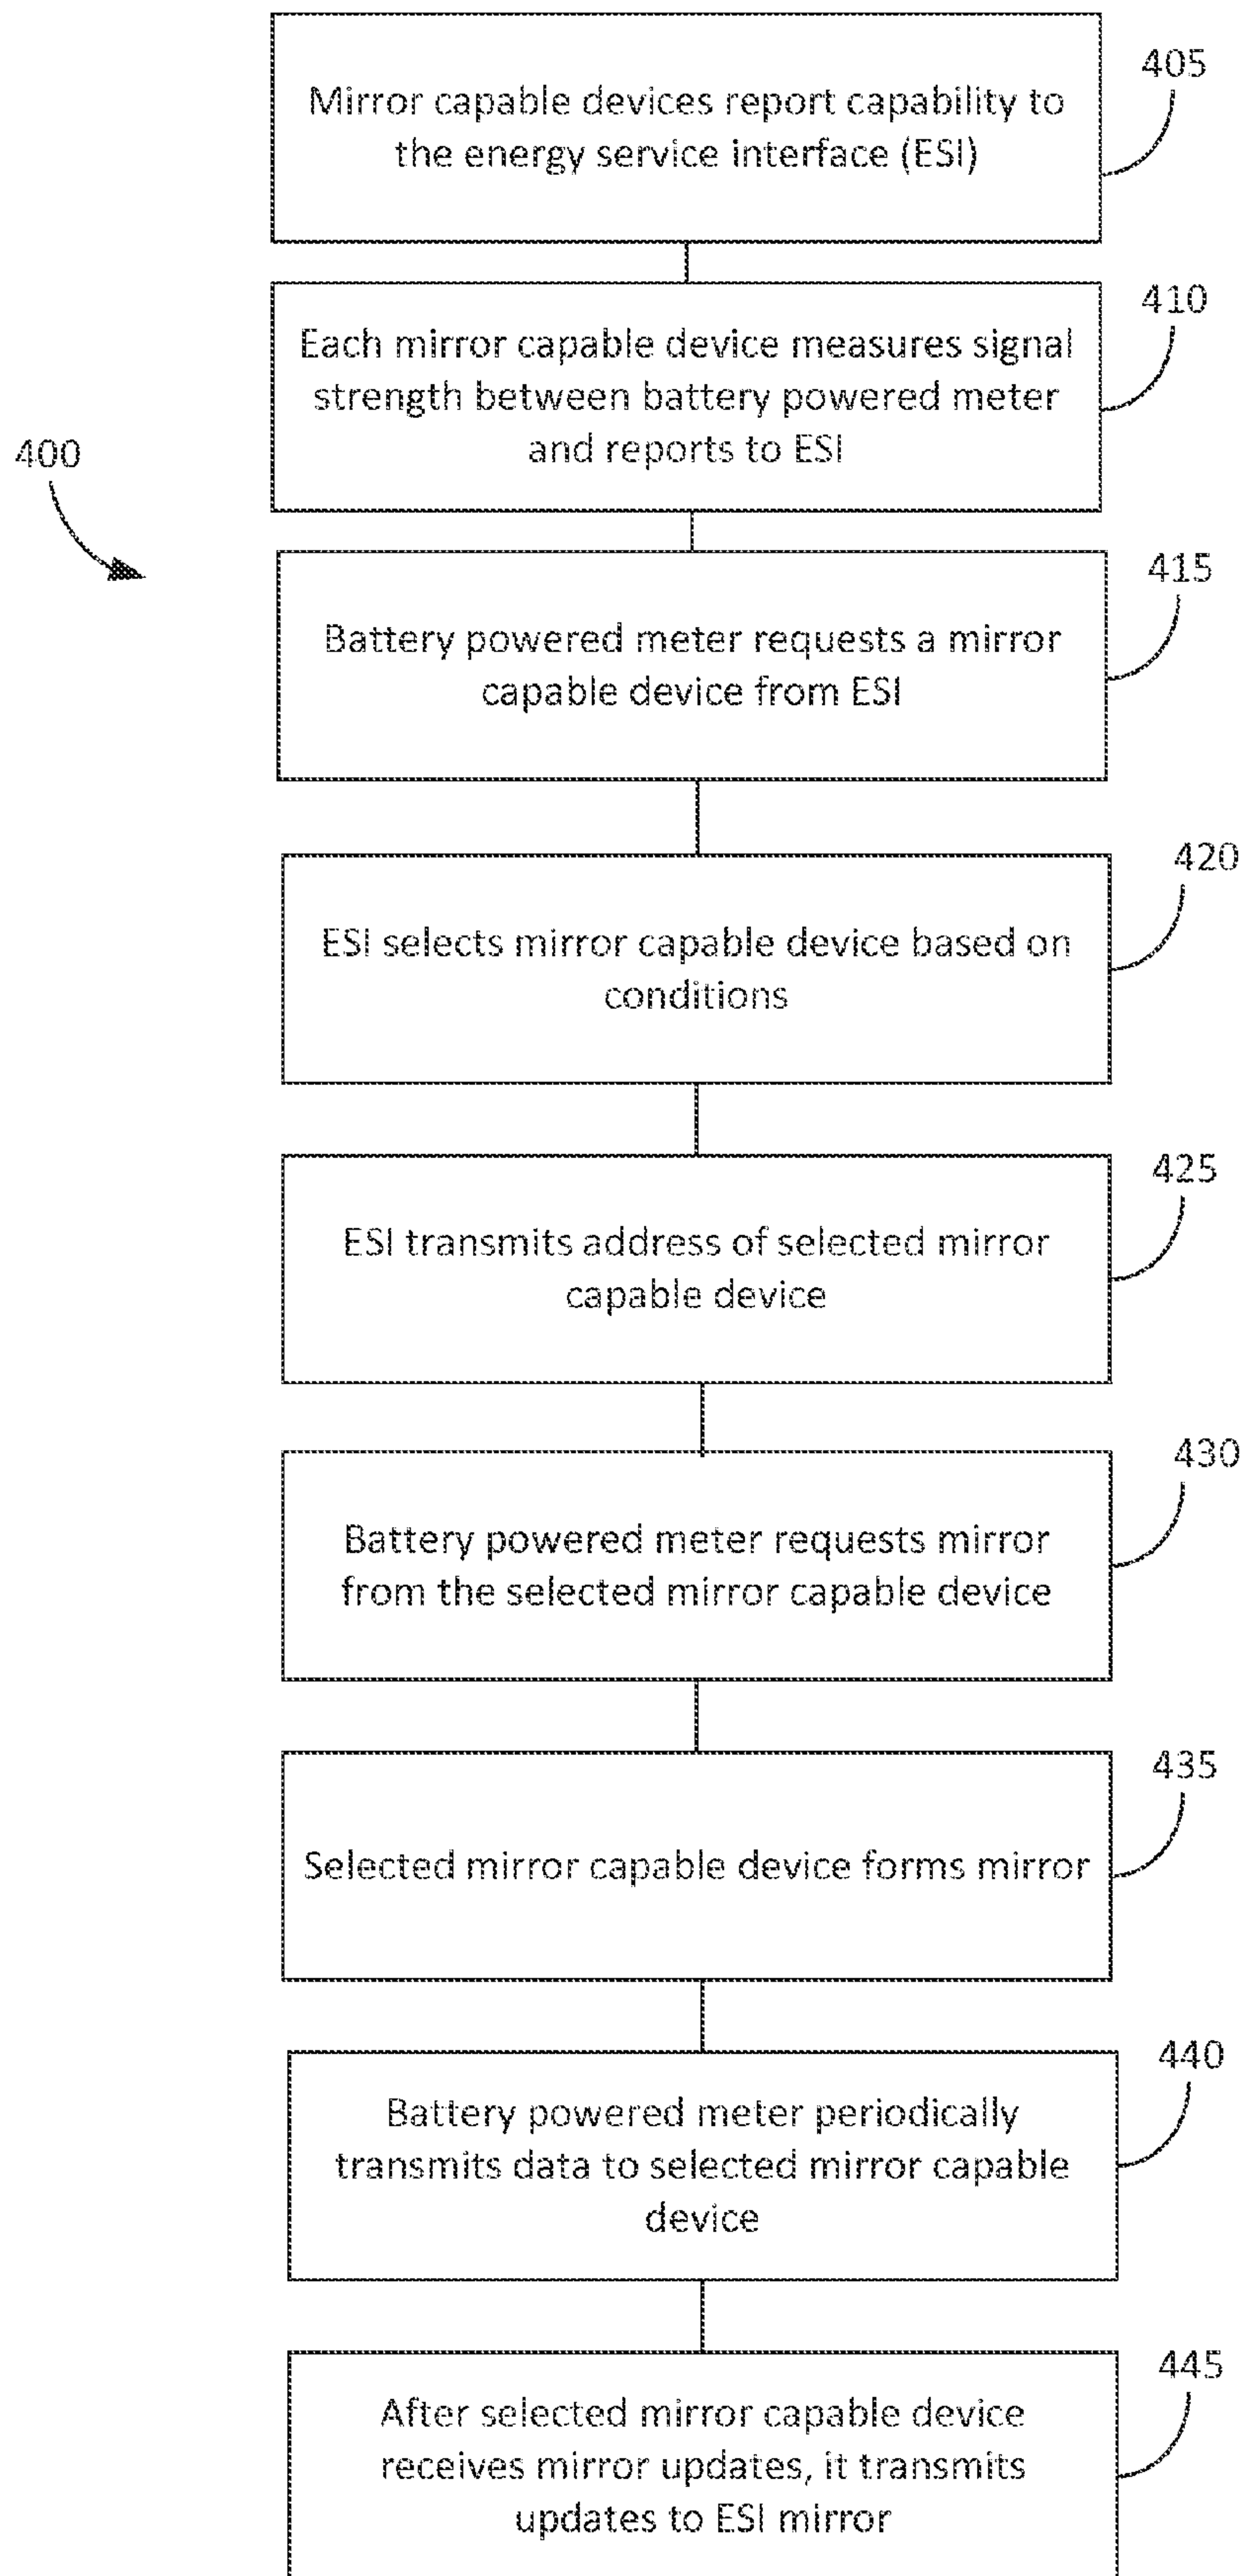 405
Mirror capable devices report capability to
the energy service interface (ESI)
410
Each mirror capable device measures signal
strength between battery powered meter
and reports to ESI
400
415
Battery powered meter requests a mirror
capable device from ESI
420
ESI selects mirror capable device based on
conditions
425
ESI transmits address of selected mirror
capable device
430
Battery powered meter requests mirror
from the selected mirror capable device
435
Selected mirror capable device forms mirror
440
Battery powered meter periodically
transmits data to selected mirror capable
device
445
After selected mirror capable device
receives mirror updates, it transmits
updates to ESI mirror